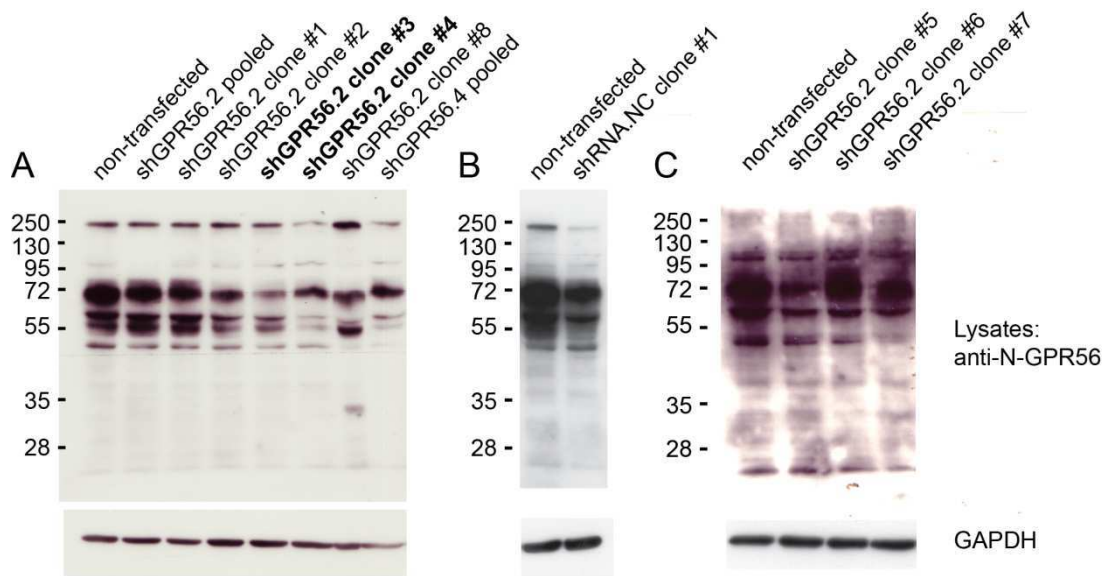 non-transfected
shGPR56.2 pooled
shGPR56.2 clone #1
shGPR56.2 clone #2
shGPR56.2 clone #3
shGPR56.2 clone #4
shGPR56.2 clone #8
shGPR56.4 pooled
non-transfected
shRNA.NC clone #1
non-transfected
shGPR56.2 clone #5
shGPR56.2 clone #6
shGPR56.2 clone #7
A
250 -
130 -
95 -
72 -
55 -
35 -
28 -
B
250 -
130 -
95 -
72 -
55 -
35 -
28 -
C
250 -
130 -
95 -
72 -
55 -
35 -
28 -
Lysates:
anti-N-GPR56
GAPDH